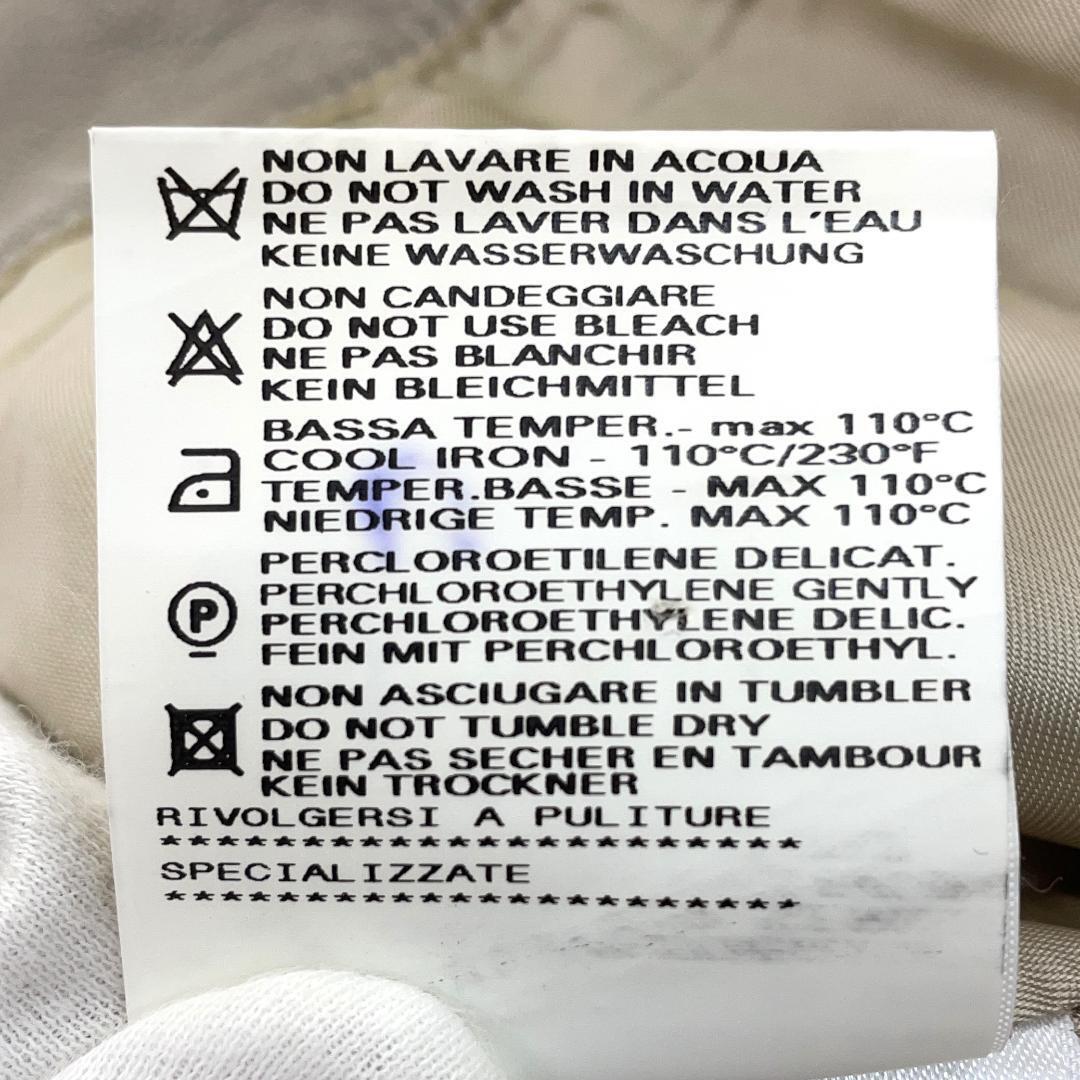 NON LAVARE IN ACQUA
DO NOT WASH IN WATER
NE PAS LAVER DANS L'EAU
KEINE WASSERWASCHUNG
NON CANDEGGIARE
DO NOT USE BLEACH
NE PAS BLANCHIR
KEIN BLEICHMITTEL
BASSA TEMPER.- max 110°C
COOL IRON - 110°C/230°F
TEMPER.BASSE - MAX 110°C
NIEDRIGE TEMP. MAX 110°C
P
PERCLOROETILENE DELICAT.
PERCHLOROETHYLENE GENTLY
PERCHLOROETHYLENE DELIC.
FEIN MIT PERCHLOROETHYL.
NON ASCIUGARE IN TUMBLER
DO NOT TUMBLE DRY
NE PAS SECHER EN TAMBOUR
KEIN TROCKNER
RIVOLGERSI A PULITURE
**********************
SPECIALIZZATE
**********************